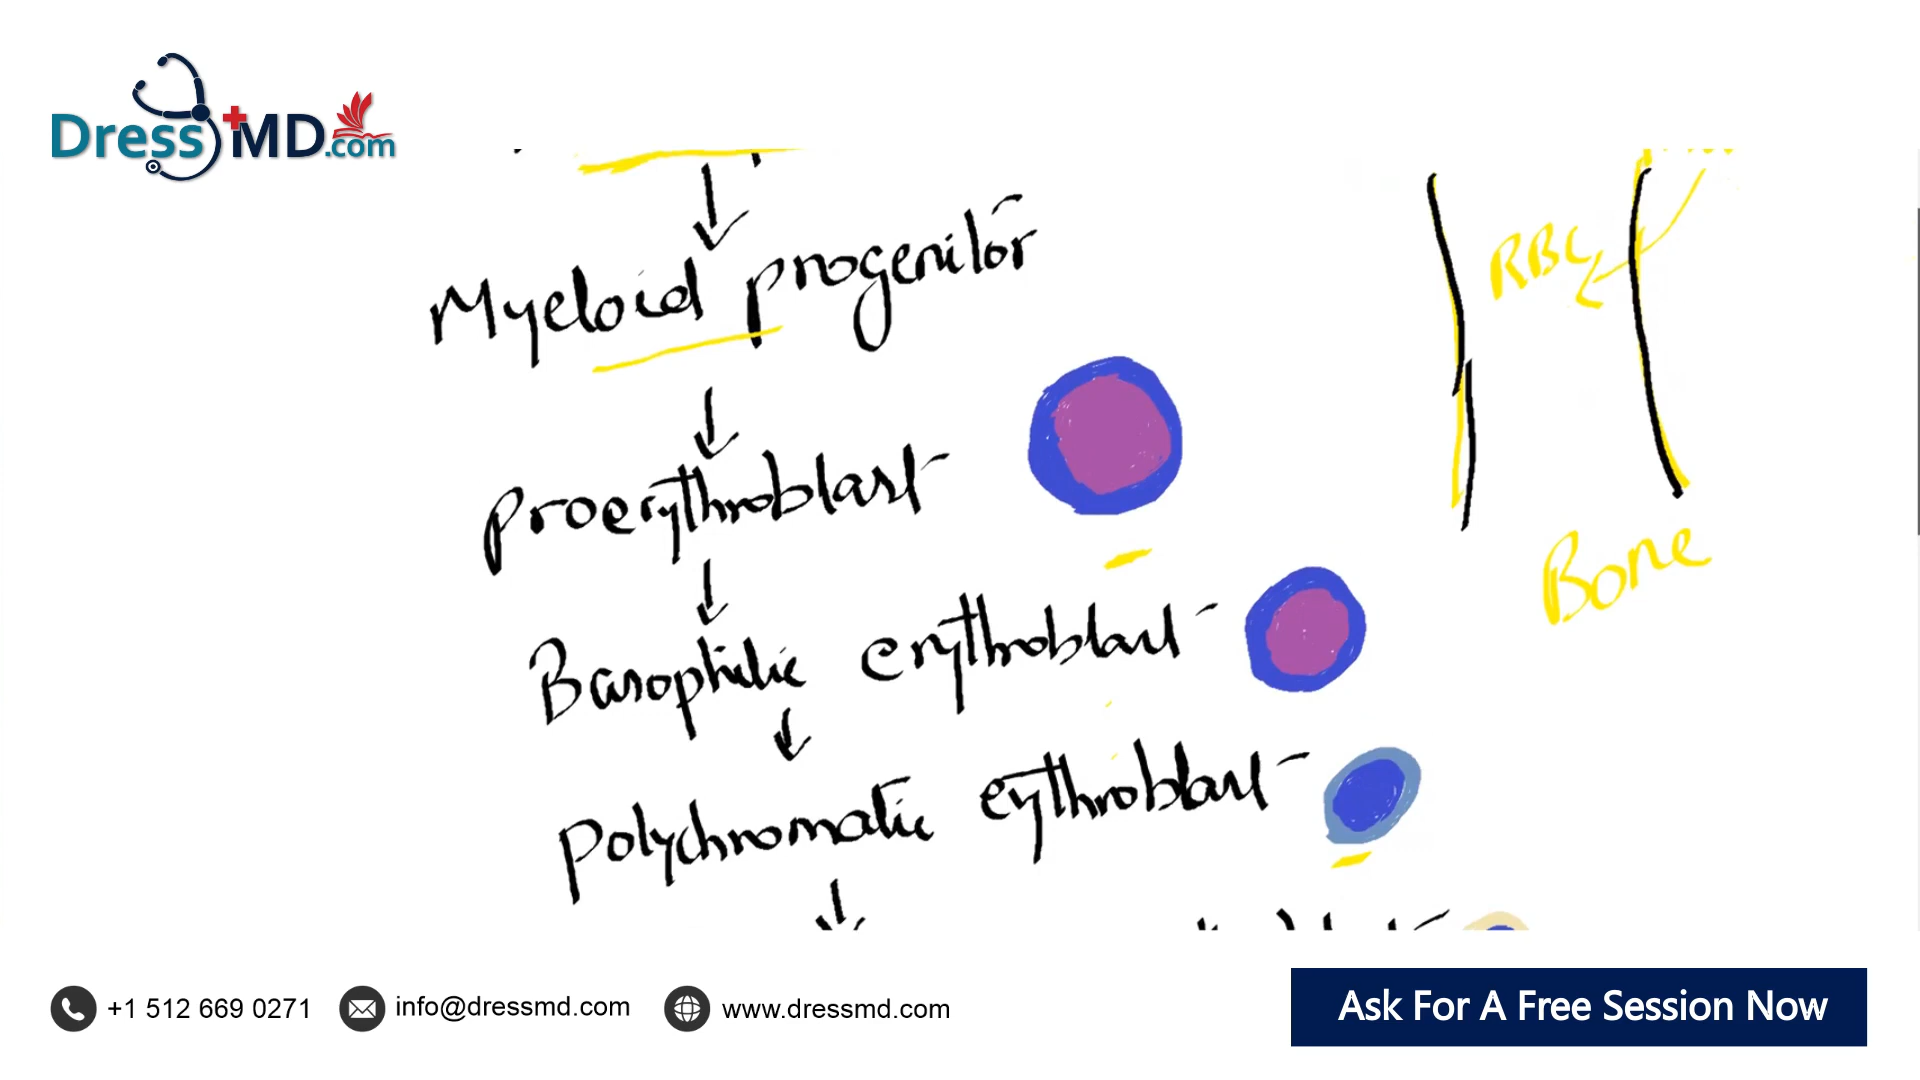 DressMD.com
Myeloid progenitor
RBC
Proerythroblast
Bone
Basophilic erythroblast
Polychromatic erythroblast
+1 512 669 0271
info@dressmd.com
www.dressmd.com
Ask For A Free Session Now